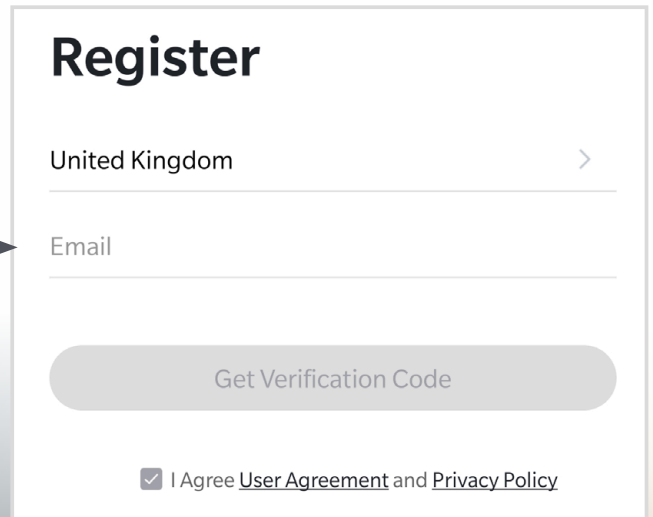 Register
United Kingdom
Email
Get Verification Code
I Agree User Agreement and Privacy Policy